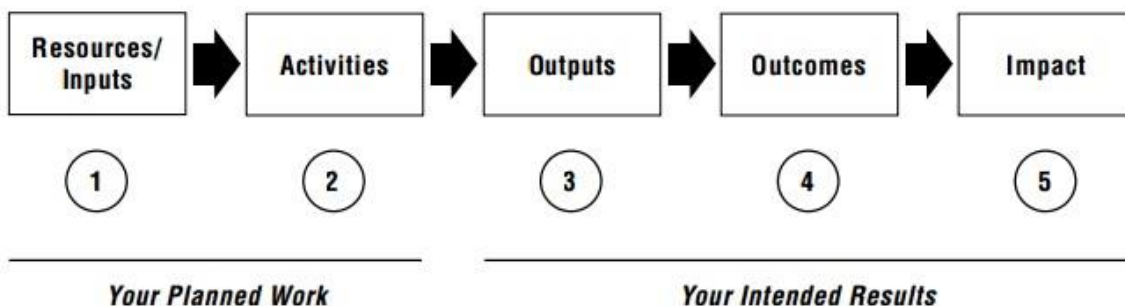 Resources/
Inputs
Activities
Outputs
Outcomes
Impact
1
2
3
4
5
Your Planned Work
Your Intended Results